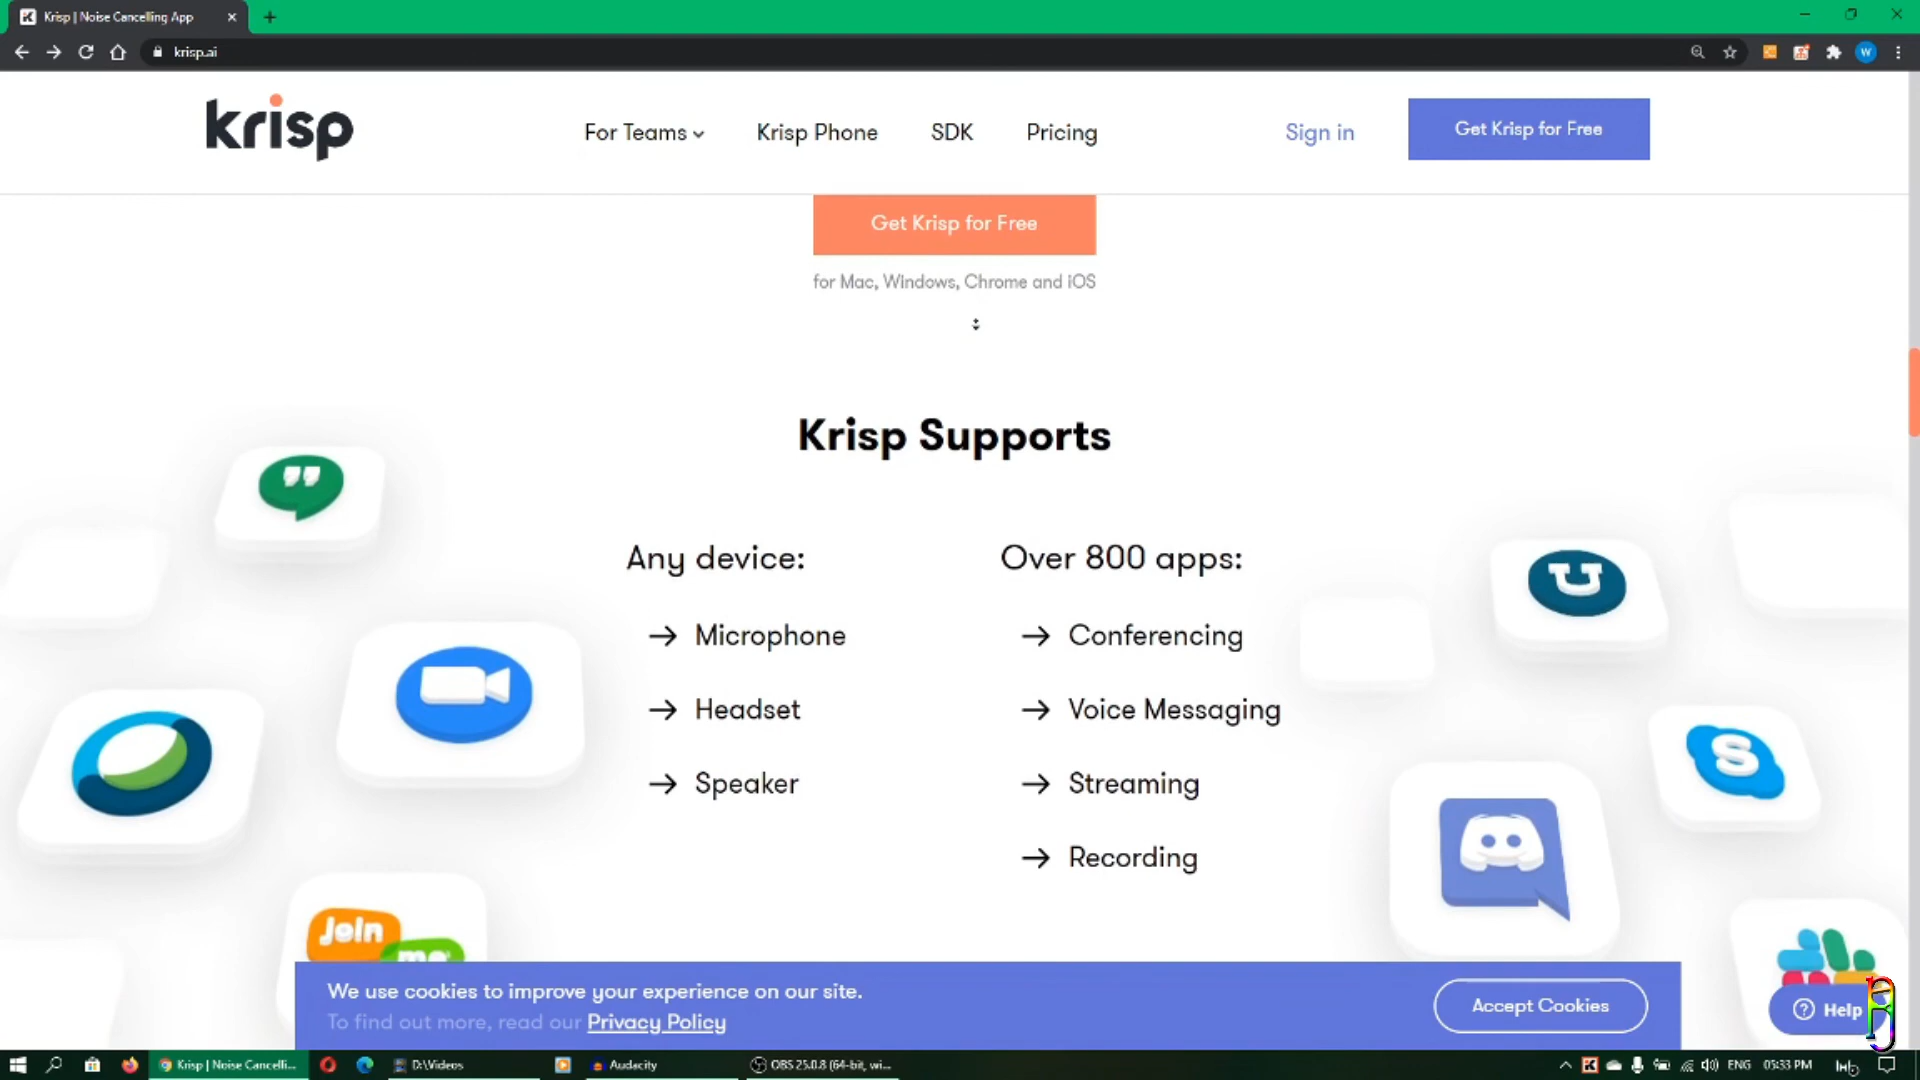 Krisp | Noise Cancelling App
krisp.ai
W
krisp
For Teams
Krisp Phone
SDK
Pricing
Sign in
Get Krisp for Free
Get Krisp for Free
for Mac, Windows, Chrome and iOS
Krisp Supports
Any device:
Over 800 apps:
→ Microphone
→ Conferencing
→ Headset
→ Voice Messaging
→ Speaker
→ Streaming
→ Recording
S
join
me
We use cookies to improve your experience on our site.
To find out more, read our Privacy Policy
Accept Cookies
Help
Krisp | Noise Cancelli...
D:\Videos
Audacity
OBS 25.0.8 (64-bit, wi...
ENG
05:33 PM